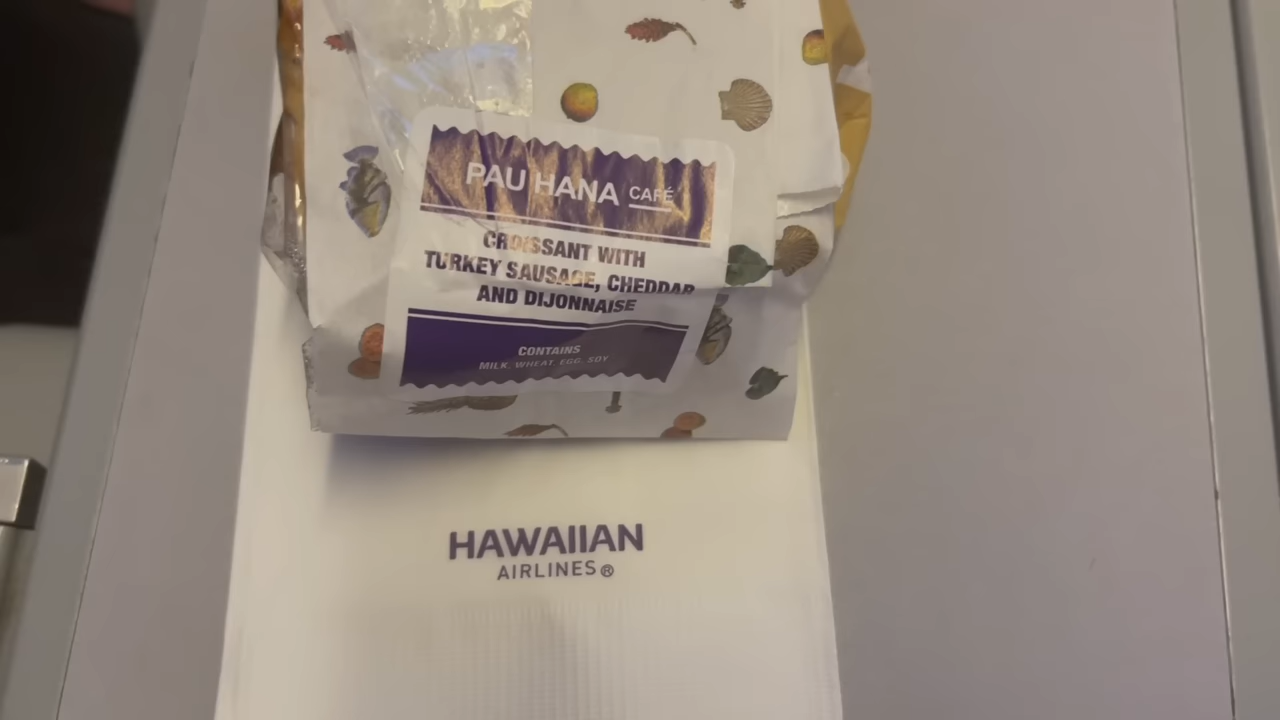 PAU HANA CAFÉ
CROISSANT WITH
TURKEY SAUSAGE, CHEDDAR
AND DIJONNAISE
CONTAINS
MILK, WHEAT, EGG, SOY
HAWAIIAN
AIRLINES®